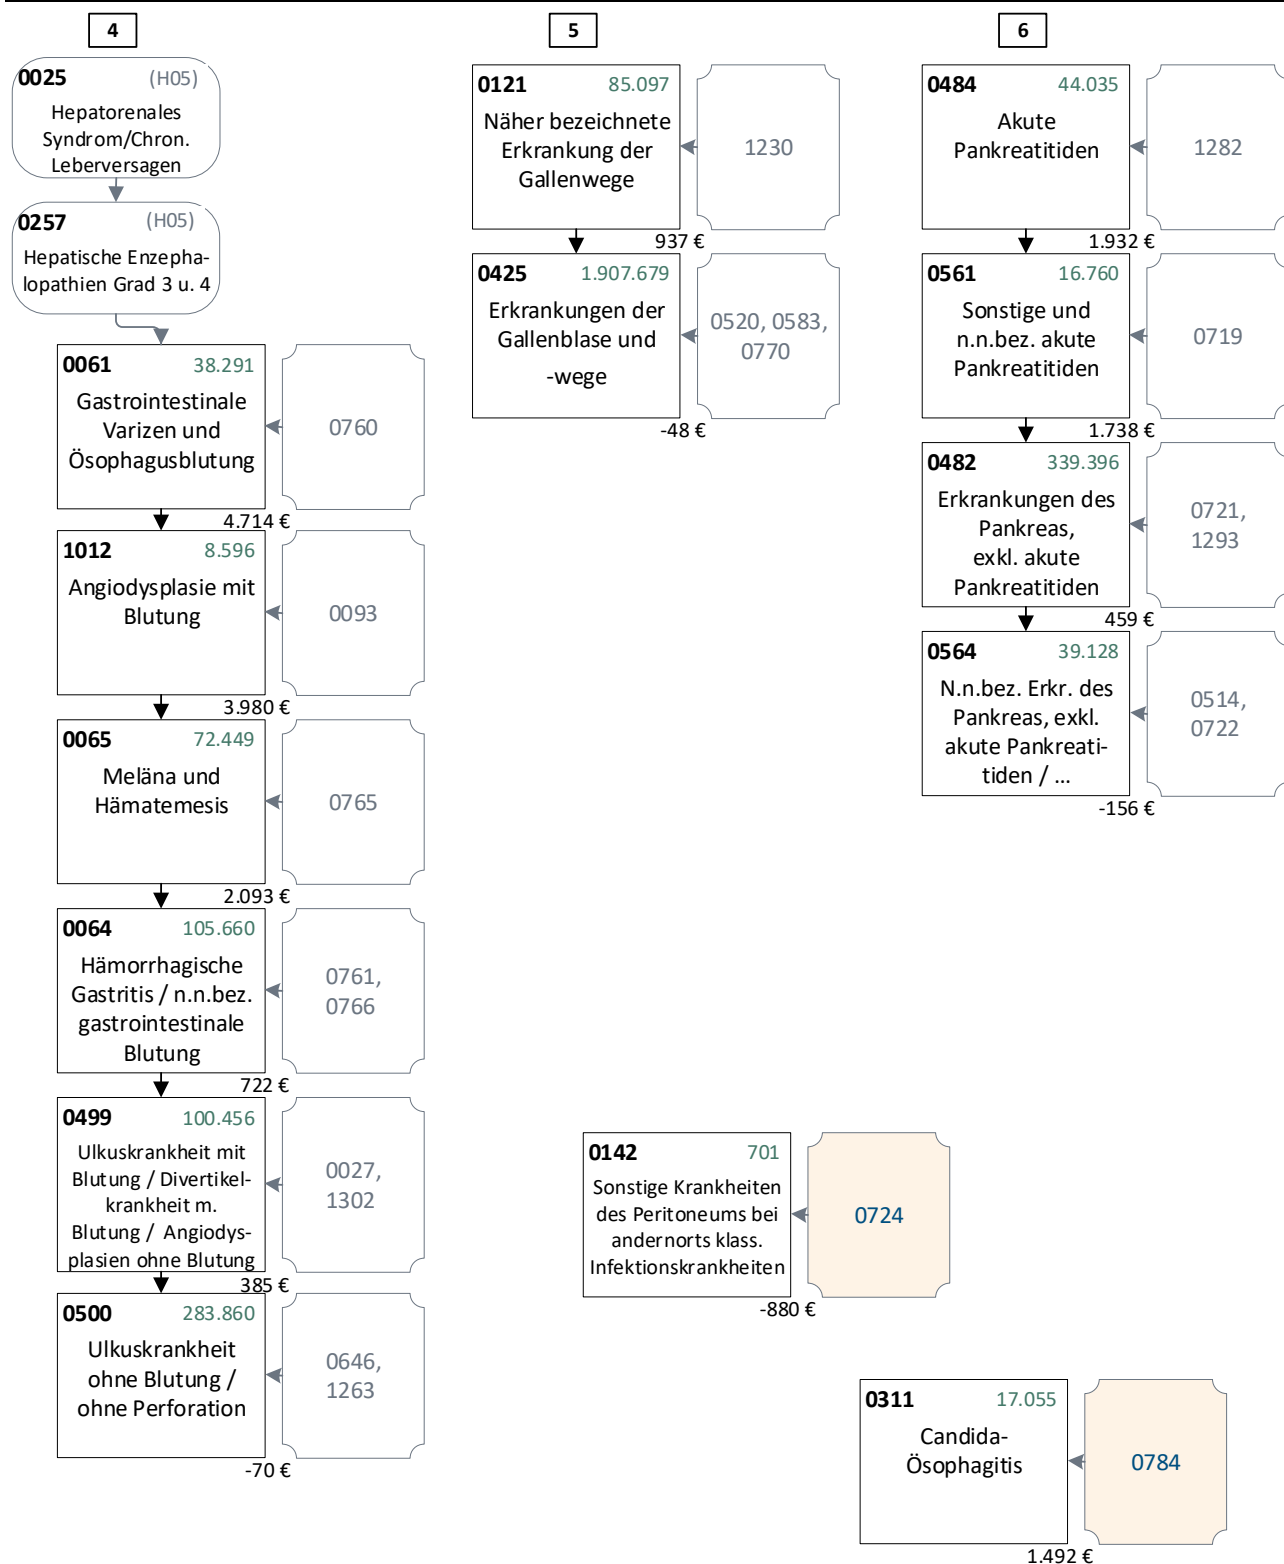 4
0025 (H05)
Hepatorenales
Syndrom/Chron.
Leberversagen
0257 (H05)
Hepatische Enzepha-
lopathien Grad 3 u. 4
0061 38.291
Gastrointestinale
Varizen und
Ösophagusblutung
0760
4.714 €
1012 8.596
Angiodysplasie mit
Blutung
0093
3.980 €
0065 72.449
Meläna und
Hämatemesis
0765
2.093 €
0064 105.660
Hämorrhagische
Gastritis / n.n.bez.
gastrointestinale
Blutung
0761,
0766
722 €
0499 100.456
Ulkuskrankheit mit
Blutung / Divertikel-
krankheit m.
Blutung / Angiodys-
plasien ohne Blutung
0027,
1302
385 €
0500 283.860
Ulkuskrankheit
ohne Blutung /
ohne Perforation
0646,
1263
-70 €
5
0121 85.097
Näher bezeichnete
Erkrankung der
Gallenwege
1230
937 €
0425 1.907.679
Erkrankungen der
Gallenblase und
-wege
0520, 0583,
0770
-48 €
6
0484 44.035
Akute
Pankreatitiden
1282
1.932 €
0561 16.760
Sonstige und
n.n.bez. akute
Pankreatitiden
0719
1.738 €
0482 339.396
Erkrankungen des
Pankreas,
exkl. akute
Pankreatitiden
0721,
1293
459 €
0564 39.128
N.n.bez. Erkr. des
Pankreas, exkl.
akute Pankreati-
tiden / ...
0514,
0722
-156 €
0142 701
Sonstige Krankheiten
des Peritoneums bei
andernorts klass.
Infektionskrankheiten
0724
-880 €
0311 17.055
Candida-
Ösophagitis
0784
1.492 €